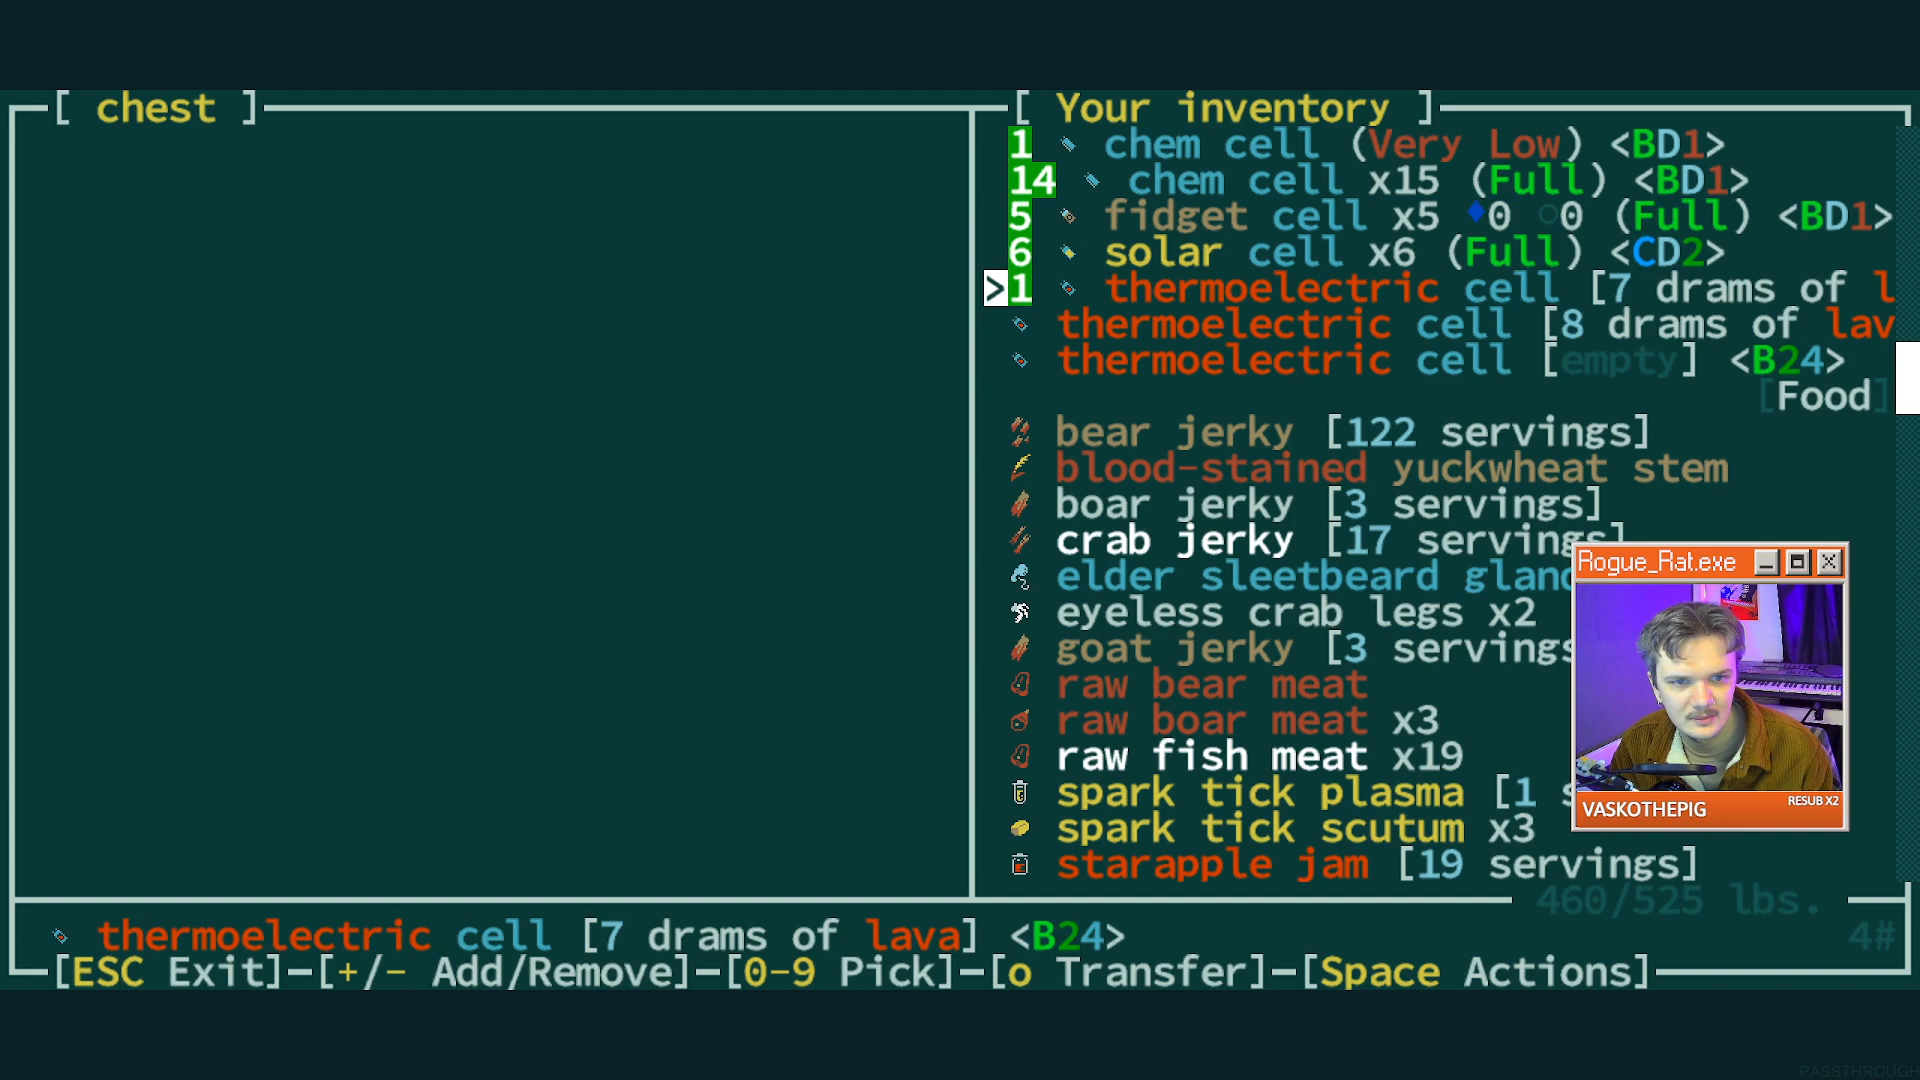 [ chest ]
[ Your inventory ]
1 chem cell (Very Low) <BD1>
14 chem cell x15 (Full) <BD1>
5 fidget cell x5 ♦0 ○0 (Full) <BD1>
6 solar cell x6 (Full) <CD2>
>1 thermoelectric cell [7 drams of l
thermoelectric cell [8 drams of lav
thermoelectric cell [empty] <B24>
[Food]
bear jerky [122 servings]
blood-stained yuckwheat stem
boar jerky [3 servings]
crab jerky [17 servings]
elder sleetbeard gland
eyeless crab legs x2
goat jerky [3 servings
raw bear meat
raw boar meat x3
raw fish meat x19
spark tick plasma [1 s
spark tick scutum x3
starapple jam [19 servings]
Rogue_Rat.exe
VASKOTHEPIG
RESUB X2
460/525 lbs.
thermoelectric cell [7 drams of lava] <B24>
4#
[ESC Exit]—[+/- Add/Remove]—[0-9 Pick]—[o Transfer]—[Space Actions]
PASSTHROUGH